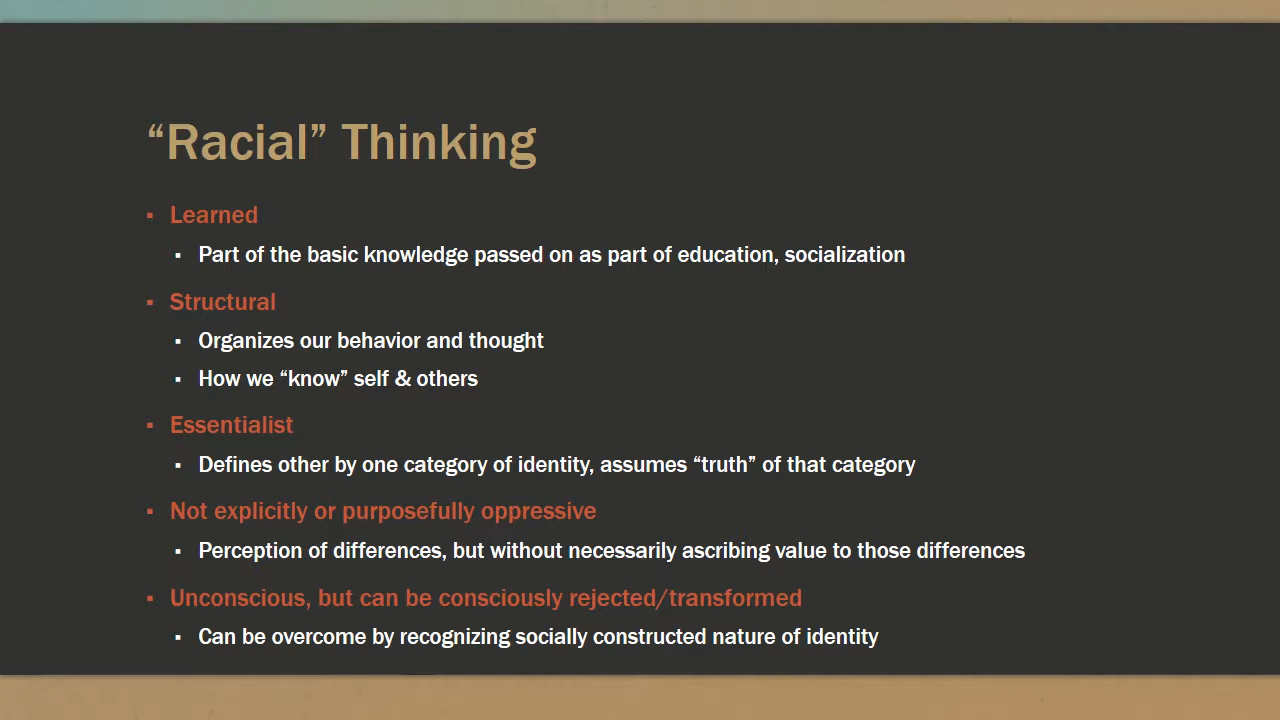 “Racial” Thinking
▪ Learned
▪ Part of the basic knowledge passed on as part of education, socialization
▪ Structural
▪ Organizes our behavior and thought
▪ How we “know” self & others
▪ Essentialist
▪ Defines other by one category of identity, assumes “truth” of that category
▪ Not explicitly or purposefully oppressive
▪ Perception of differences, but without necessarily ascribing value to those differences
▪ Unconscious, but can be consciously rejected/transformed
▪ Can be overcome by recognizing socially constructed nature of identity